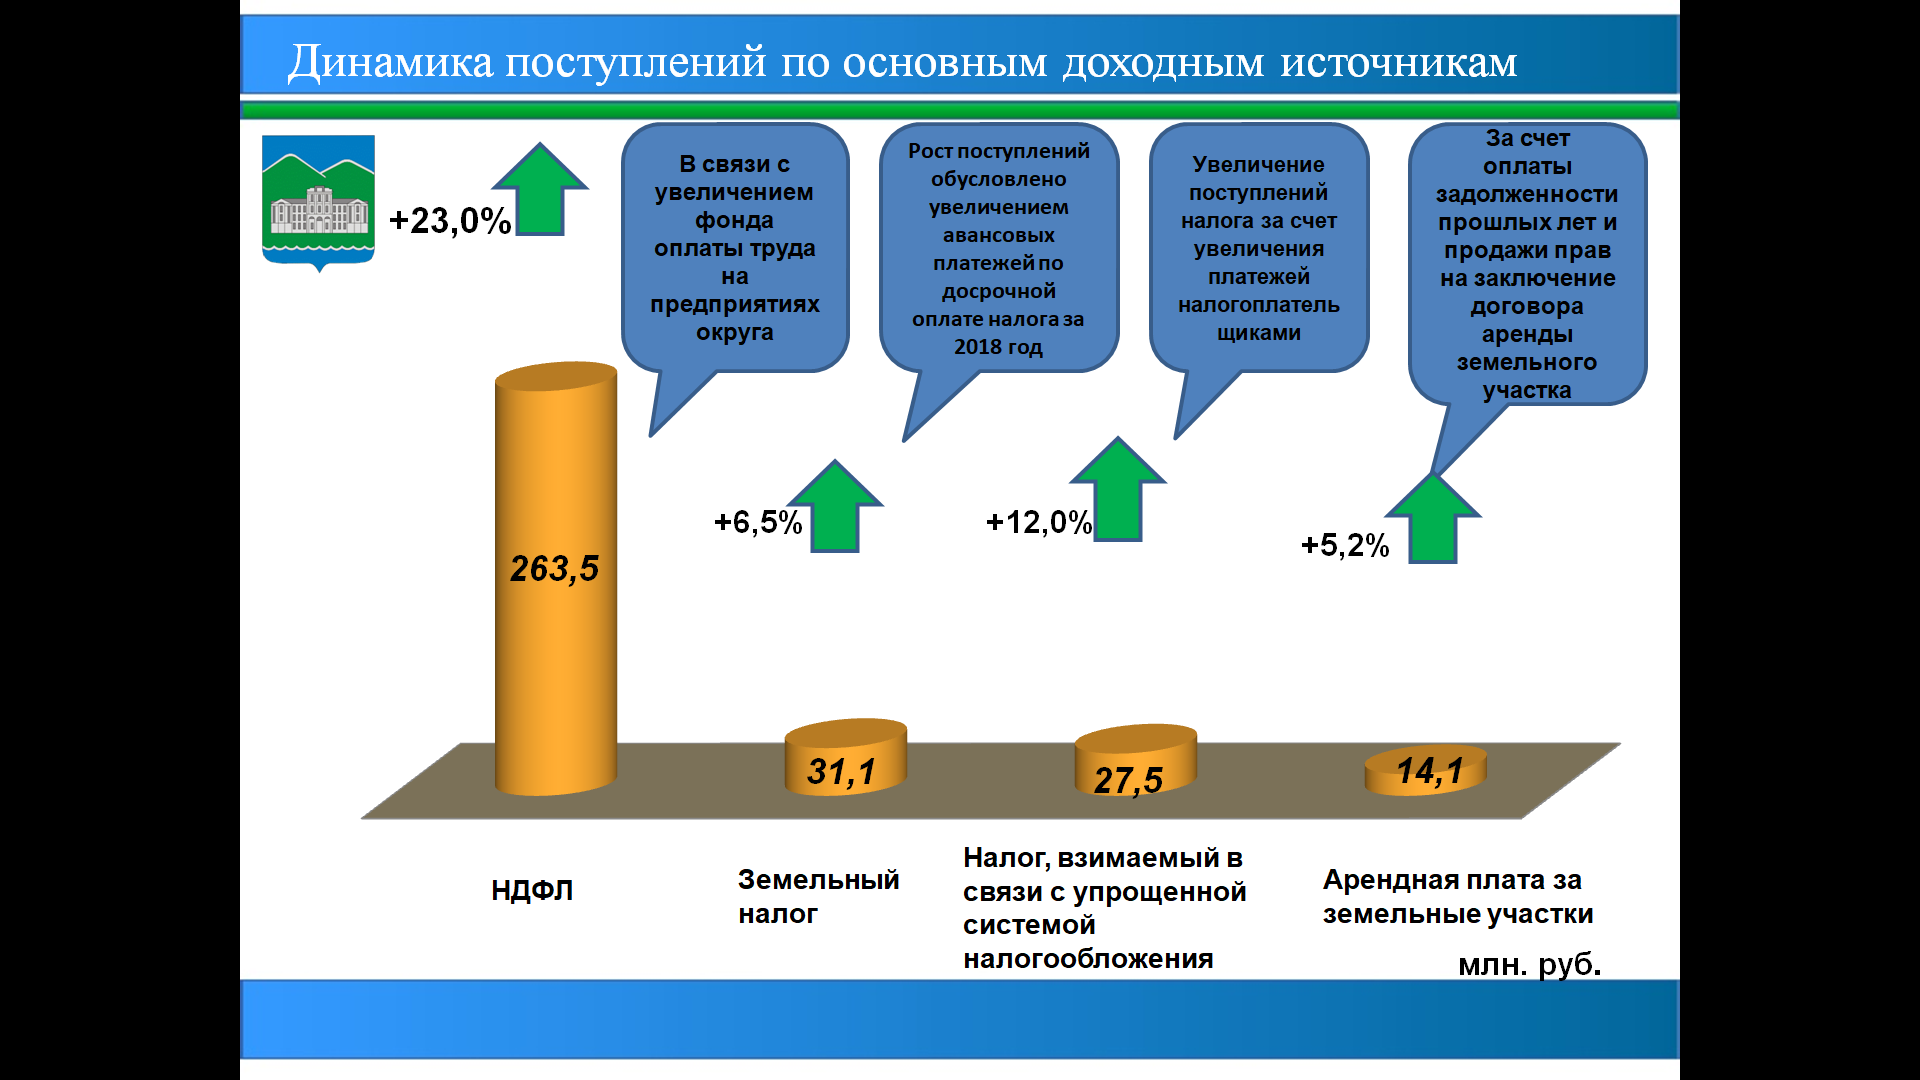 Динамика поступлений по основным доходным источникам
+23,0%
В связи с
увеличением
фонда
оплаты труда
на
предприятиях
округа
Рост поступлений
обусловлено
увеличением
авансовых
платежей по
досрочной
оплате налога за
2018 год
Увеличение
поступлений
налога за счет
увеличения
платежей
налогоплатель
щиками
За счет
оплаты
задолженности
прошлых лет и
продажи прав
на заключение
договора
аренды
земельного
участка
+6,5%
+12,0%
+5,2%
263,5
31,1
27,5
14,1
НДФЛ
Земельный
налог
Налог, взимаемый в
связи с упрощенной
системой
налогообложения
Арендная плата за
земельные участки
млн. руб.